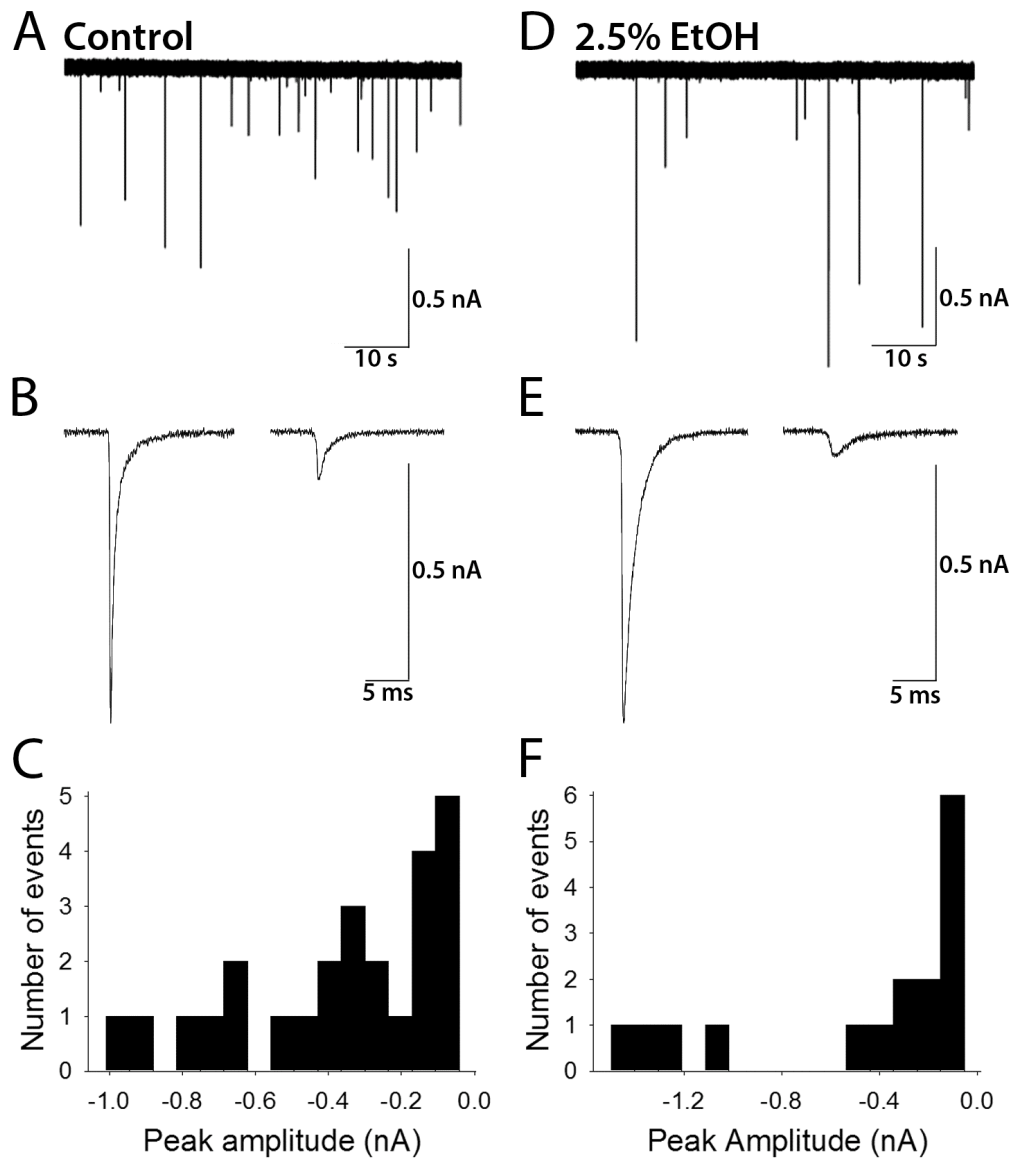 A Control
0.5 nA
10 s
D 2.5% EtOH
0.5 nA
10 s
B
0.5 nA
5 ms
E
0.5 nA
5 ms
C
Number of events
5
4
3
2
1
0
-1.0 -0.8 -0.6 -0.4 -0.2 0.0
Peak amplitude (nA)
F
Number of events
6
5
4
3
2
1
0
-1.2 -0.8 -0.4 0.0
Peak Amplitude (nA)